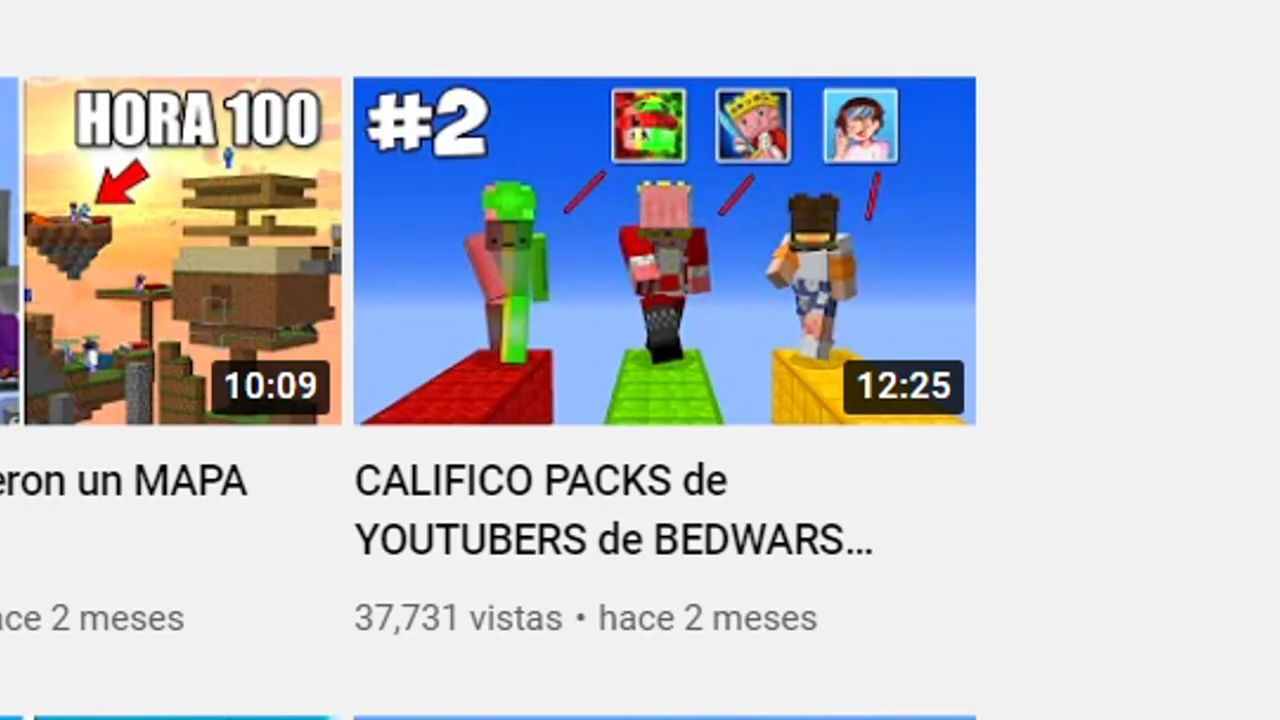 HORA 100
10:09
eron un MAPA
ace 2 meses
#2
12:25
CALIFICO PACKS de
YOUTUBERS de BEDWARS...
37,731 vistas • hace 2 meses